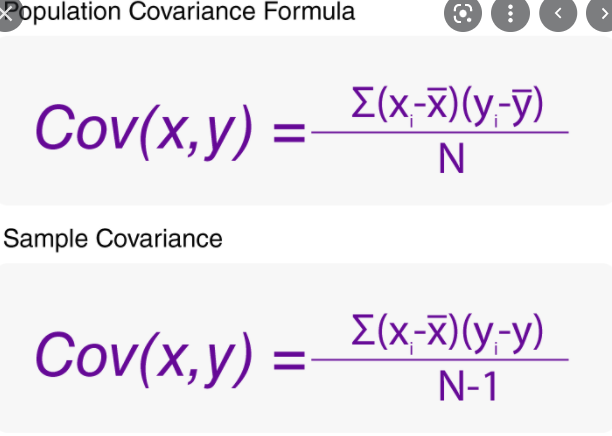 Population Covariance Formula
Cov(x,y) = Σ(xᵢ-x̅)(yᵢ-y̅)
N
Sample Covariance
Cov(x,y) = Σ(xᵢ-x̅)(yᵢ-y)
N-1